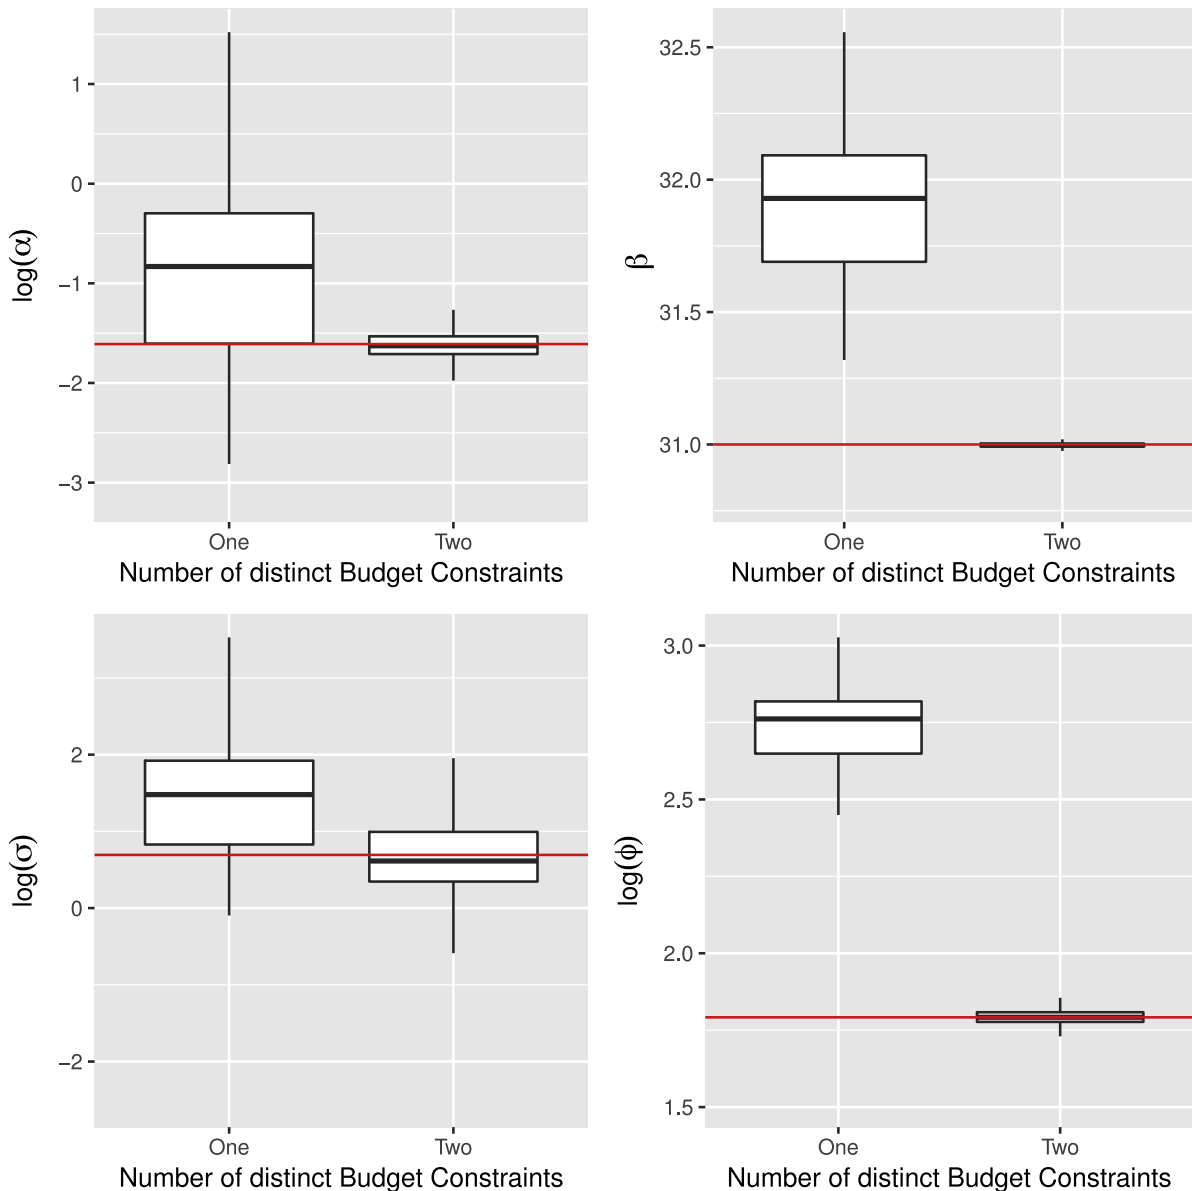 1
0
−1
−2
−3
log(α)
One
Two
Number of distinct Budget Constraints
32.5
32.0
31.5
31.0
β
One
Two
Number of distinct Budget Constraints
2
0
−2
log(σ)
One
Two
Number of distinct Budget Constraints
3.0
2.5
2.0
1.5
log(ϕ)
One
Two
Number of distinct Budget Constraints